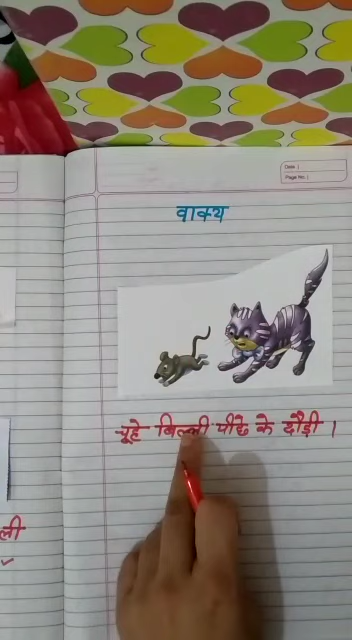 Date |
Page No. |
वाक्य
चूहे बिल्ली पीछे के दौड़ी ।
ली